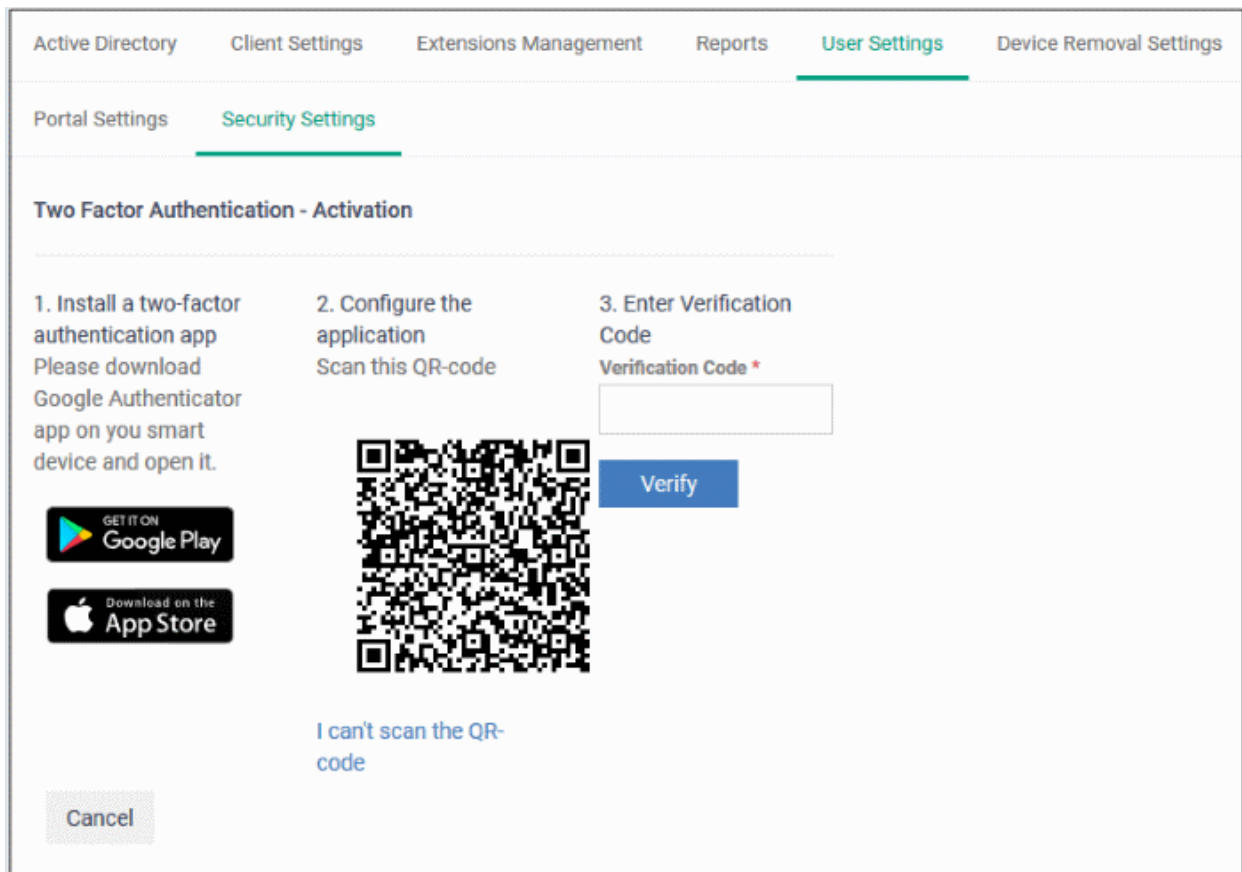 Active Directory Client Settings Extensions Management Reports User Settings Device Removal Settings
Portal Settings Security Settings
Two Factor Authentication - Activation
1. Install a two-factor
authentication app
Please download
Google Authenticator
app on you smart
device and open it.
GET IT ON
Google Play
Download on the
App Store
2. Configure the
application
Scan this QR-code
I can't scan the QR-
code
3. Enter Verification
Code
Verification Code *
Verify
Cancel